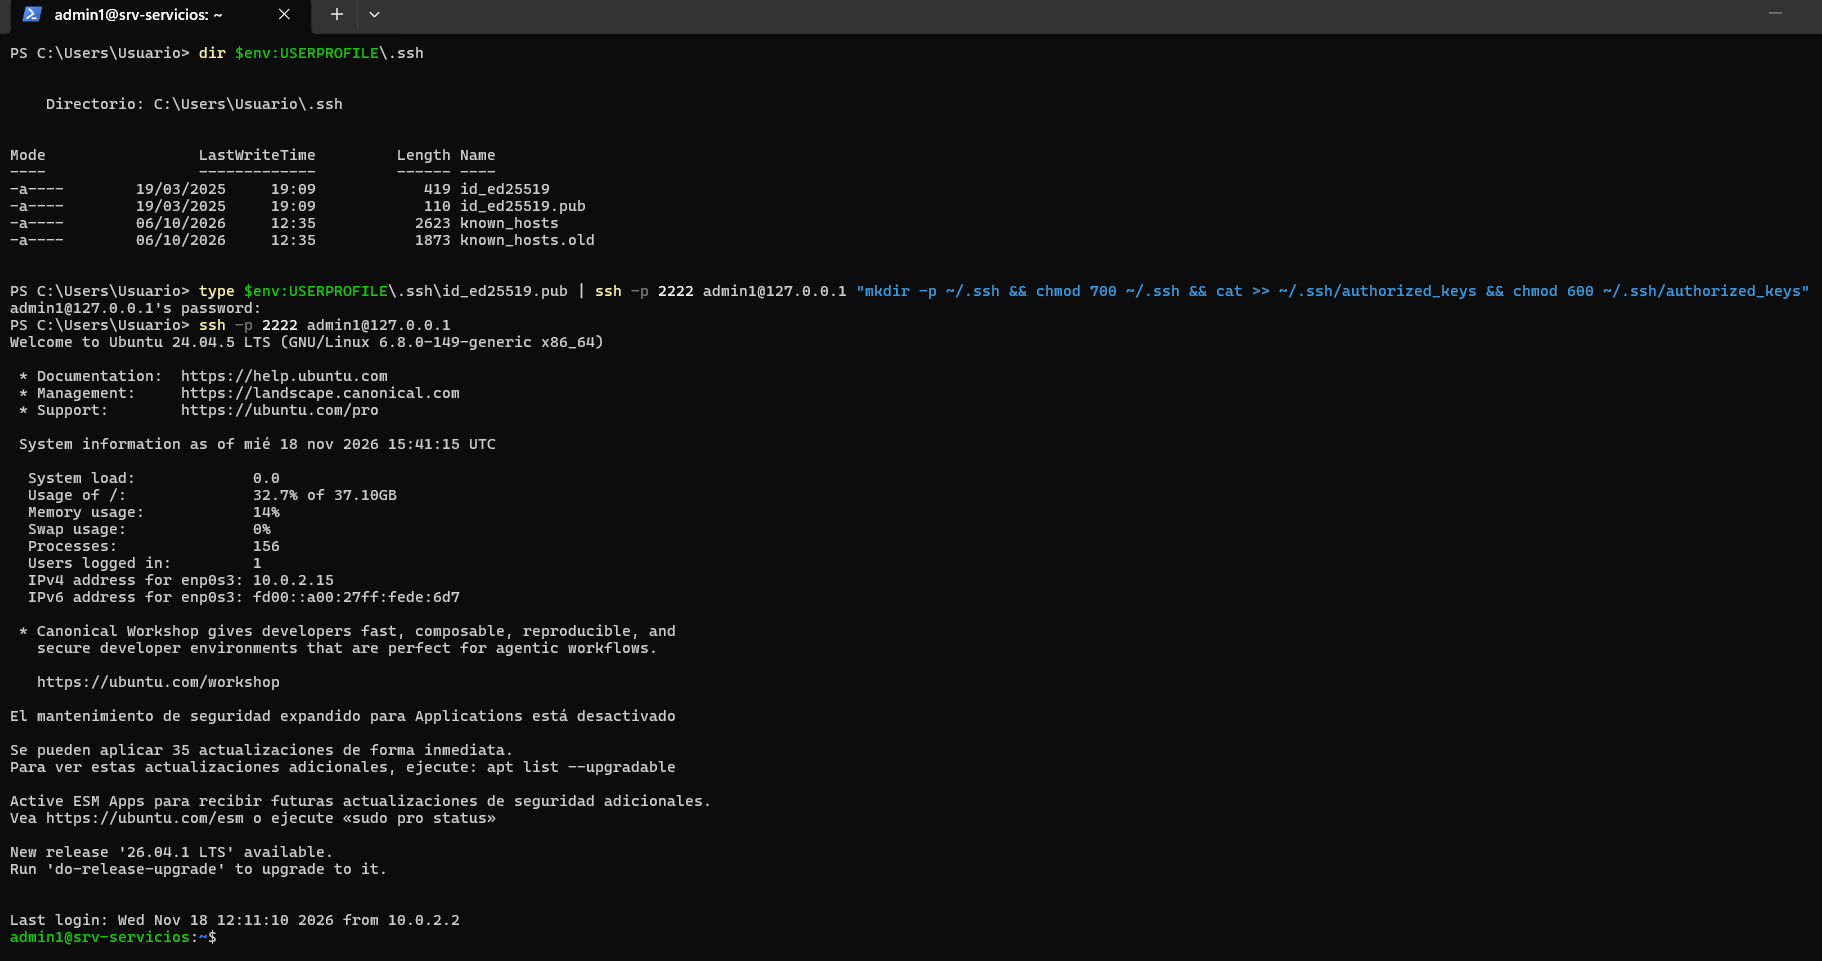 admin1@srv-servicios: ~
PS C:\Users\Usuario> dir $env:USERPROFILE\.ssh
Directorio: C:\Users\Usuario\.ssh
Mode                 LastWriteTime         Length Name
----                 -------------         ------ ----
-a----        19/03/2025     19:09            419 id_ed25519
-a----        19/03/2025     19:09            110 id_ed25519.pub
-a----        06/10/2026     12:35           2623 known_hosts
-a----        06/10/2026     12:35           1873 known_hosts.old
PS C:\Users\Usuario> type $env:USERPROFILE\.ssh\id_ed25519.pub | ssh -p 2222 admin1@127.0.0.1 "mkdir -p ~/.ssh && chmod 700 ~/.ssh && cat >> ~/.ssh/authorized_keys && chmod 600 ~/.ssh/authorized_keys"
admin1@127.0.0.1's password:
PS C:\Users\Usuario> ssh -p 2222 admin1@127.0.0.1
Welcome to Ubuntu 24.04.5 LTS (GNU/Linux 6.8.0-149-generic x86_64)
* Documentation:  https://help.ubuntu.com
* Management:     https://landscape.canonical.com
* Support:        https://ubuntu.com/pro
System information as of mié 18 nov 2026 15:41:15 UTC
System load:             0.0
Usage of /:              32.7% of 37.10GB
Memory usage:            14%
Swap usage:              0%
Processes:               156
Users logged in:         1
IPv4 address for enp0s3: 10.0.2.15
IPv6 address for enp0s3: fd00::a00:27ff:fede:6d7
* Canonical Workshop gives developers fast, composable, reproducible, and
secure developer environments that are perfect for agentic workflows.
https://ubuntu.com/workshop
El mantenimiento de seguridad expandido para Applications está desactivado
Se pueden aplicar 35 actualizaciones de forma inmediata.
Para ver estas actualizaciones adicionales, ejecute: apt list --upgradable
Active ESM Apps para recibir futuras actualizaciones de seguridad adicionales.
Vea https://ubuntu.com/esm o ejecute «sudo pro status»
New release '26.04.1 LTS' available.
Run 'do-release-upgrade' to upgrade to it.
Last login: Wed Nov 18 12:11:10 2026 from 10.0.2.2
admin1@srv-servicios:~$